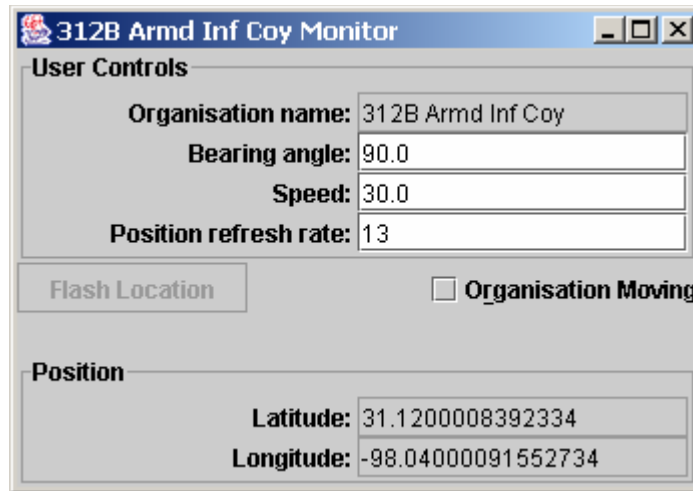 312B Armd Inf Coy Monitor
User Controls
Organisation name: 312B Armd Inf Coy
Bearing angle: 90.0
Speed: 30.0
Position refresh rate: 13
Flash Location Organisation Moving
Position
Latitude: 31.1200008392334
Longitude: -98.04000091552734